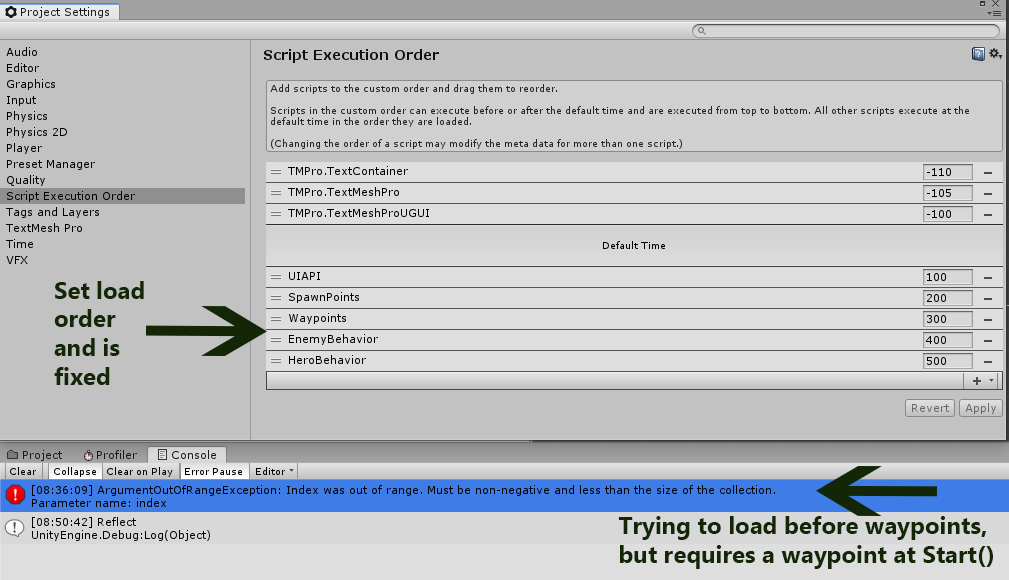 Project Settings
Audio
Editor
Graphics
Input
Physics
Physics 2D
Player
Preset Manager
Quality
Script Execution Order
Tags and Layers
TextMesh Pro
Time
VFX
Script Execution Order
Add scripts to the custom order and drag them to reorder.
Scripts in the custom order can execute before or after the default time and are executed from top to bottom. All other scripts execute at the
default time in the order they are loaded.
(Changing the order of a script may modify the meta data for more than one script.)
TMPro.TextContainer -110
TMPro.TextMeshPro -105
TMPro.TextMeshProUGUI -100
Default Time
UIAPI 100
SpawnPoints 200
Waypoints 300
EnemyBehavior 400
HeroBehavior 500
Revert Apply
Set load
order
and is
fixed
Project Profiler Console
Clear Collapse Clear on Play Error Pause Editor
[08:36:09] ArgumentOutOfRangeException: Index was out of range. Must be non-negative and less than the size of the collection.
Parameter name: index
[08:50:42] Reflect
UnityEngine.Debug:Log(Object)
Trying to load before waypoints,
but requires a waypoint at Start()